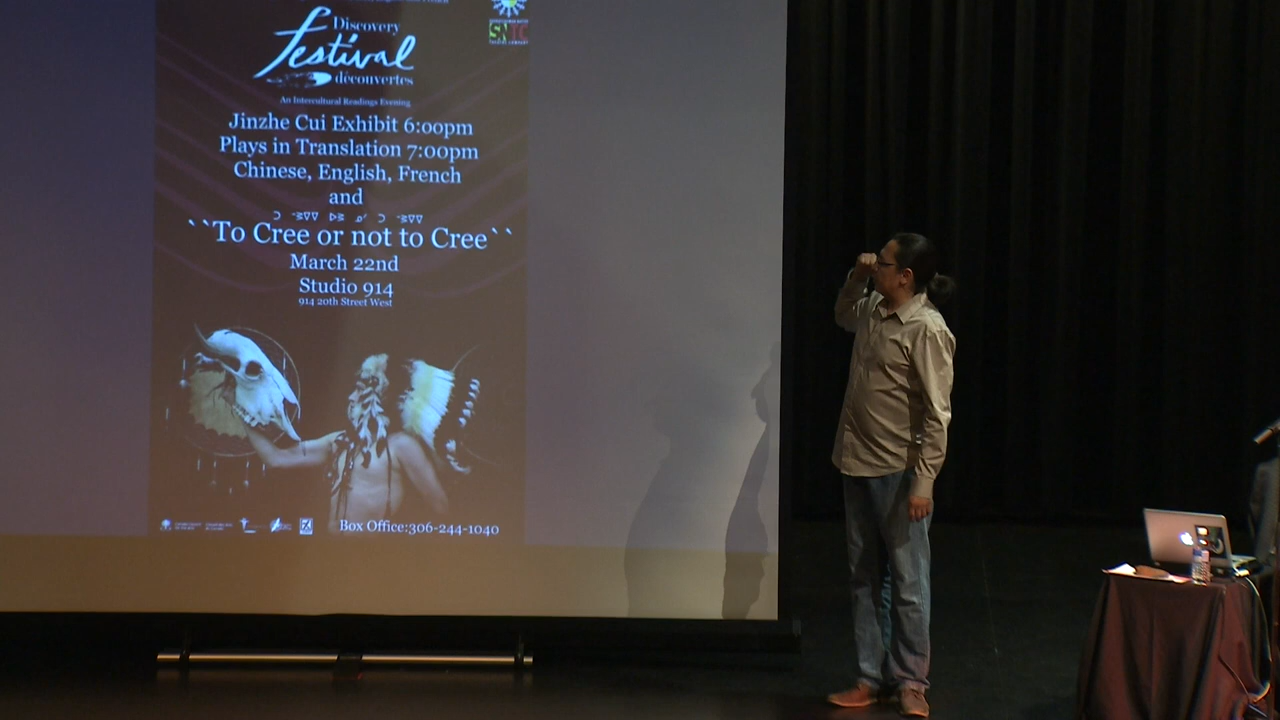 Discovery
festival
découvertes
An Intercultural Readings Evening
Jinzhe Cui Exhibit 6:00pm
Plays in Translation 7:00pm
Chinese, English, French
and
``To Cree or not to Cree``
March 22nd
Studio 914
914 20th Street West
SNTC
Box Office:306-244-1040